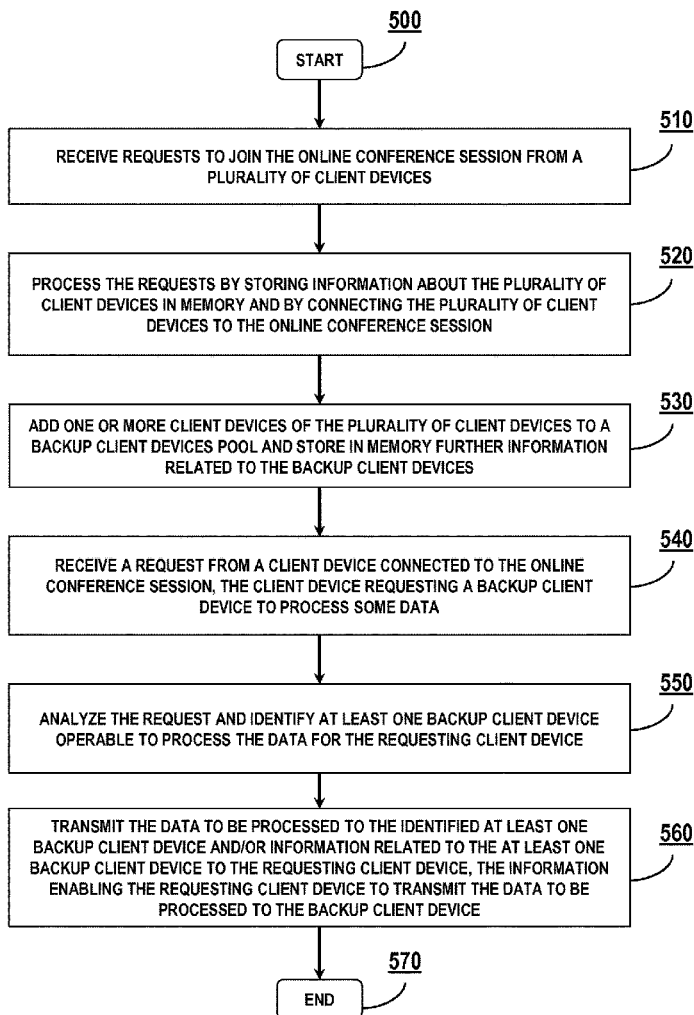 500
START
510
RECEIVE REQUESTS TO JOIN THE ONLINE CONFERENCE SESSION FROM A
PLURALITY OF CLIENT DEVICES
520
PROCESS THE REQUESTS BY STORING INFORMATION ABOUT THE PLURALITY OF
CLIENT DEVICES IN MEMORY AND BY CONNECTING THE PLURALITY OF CLIENT
DEVICES TO THE ONLINE CONFERENCE SESSION
530
ADD ONE OR MORE CLIENT DEVICES OF THE PLURALITY OF CLIENT DEVICES TO A
BACKUP CLIENT DEVICES POOL AND STORE IN MEMORY FURTHER INFORMATION
RELATED TO THE BACKUP CLIENT DEVICES
540
RECEIVE A REQUEST FROM A CLIENT DEVICE CONNECTED TO THE ONLINE
CONFERENCE SESSION, THE CLIENT DEVICE REQUESTING A BACKUP CLIENT
DEVICE TO PROCESS SOME DATA
550
ANALYZE THE REQUEST AND IDENTIFY AT LEAST ONE BACKUP CLIENT DEVICE
OPERABLE TO PROCESS THE DATA FOR THE REQUESTING CLIENT DEVICE
560
TRANSMIT THE DATA TO BE PROCESSED TO THE IDENTIFIED AT LEAST ONE
BACKUP CLIENT DEVICE AND/OR INFORMATION RELATED TO THE AT LEAST ONE
BACKUP CLIENT DEVICE TO THE REQUESTING CLIENT DEVICE, THE INFORMATION
ENABLING THE REQUESTING CLIENT DEVICE TO TRANSMIT THE DATA TO BE
PROCESSED TO THE BACKUP CLIENT DEVICE
570
END